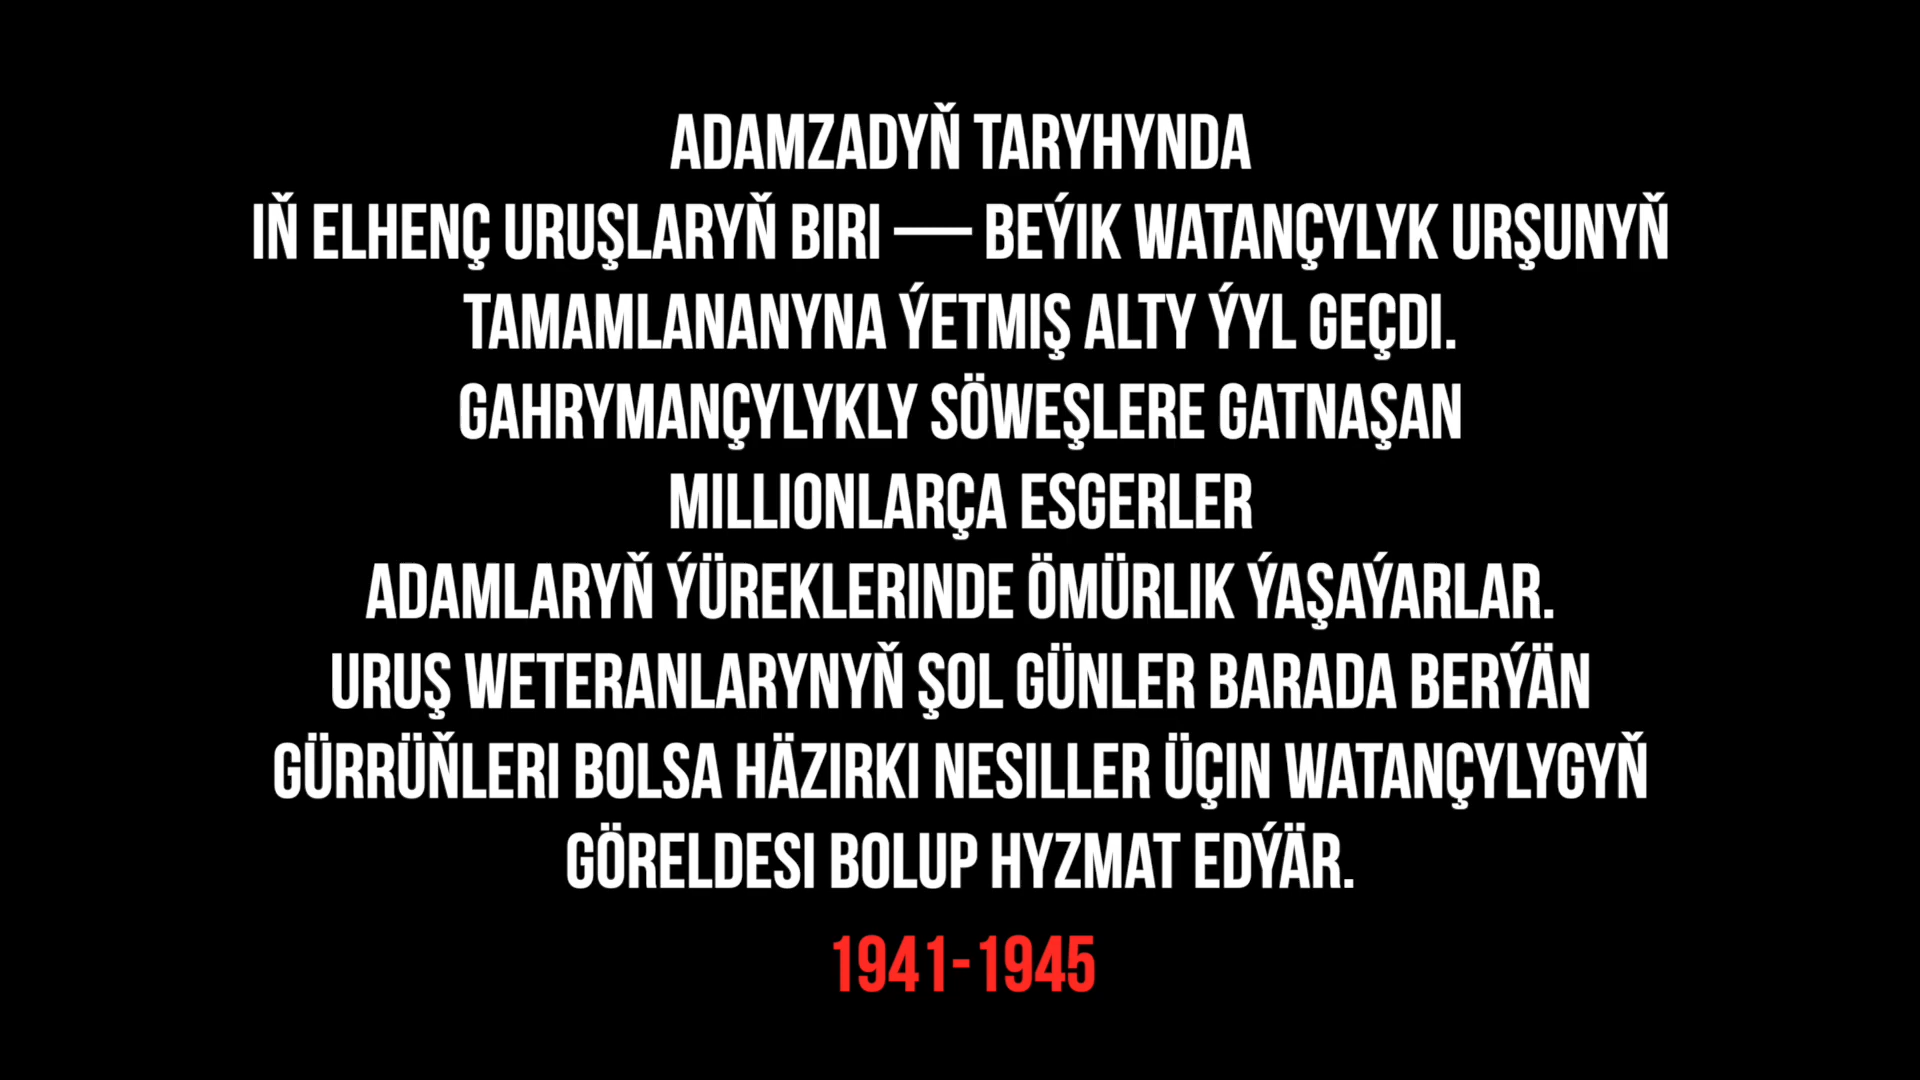 ADAMZADYŇ TARYHYNDA
IŇ ELHENÇ URUŞLARYŇ BIRI — BEÝIK WATANÇYLYK URŞUNYŇ
TAMAMLANANYNA ÝETMIŞ ALTY ÝYL GEÇDI.
GAHRYMANÇYLYKLY SÖWEŞLERE GATNAŞAN
MILLIONLARÇA ESGERLER
ADAMLARYŇ ÝÜREKLERINDE ÖMÜRLIK ÝAŞAÝARLAR.
URUŞ WETERANLARYNYŇ ŞOL GÜNLER BARADA BERÝÄN
GÜRRÜŇLERI BOLSA HÄZIRKI NESILLER ÜÇIN WATANÇYLYGYŇ
GÖRELDESI BOLUP HYZMAT EDÝÄR.
1941-1945